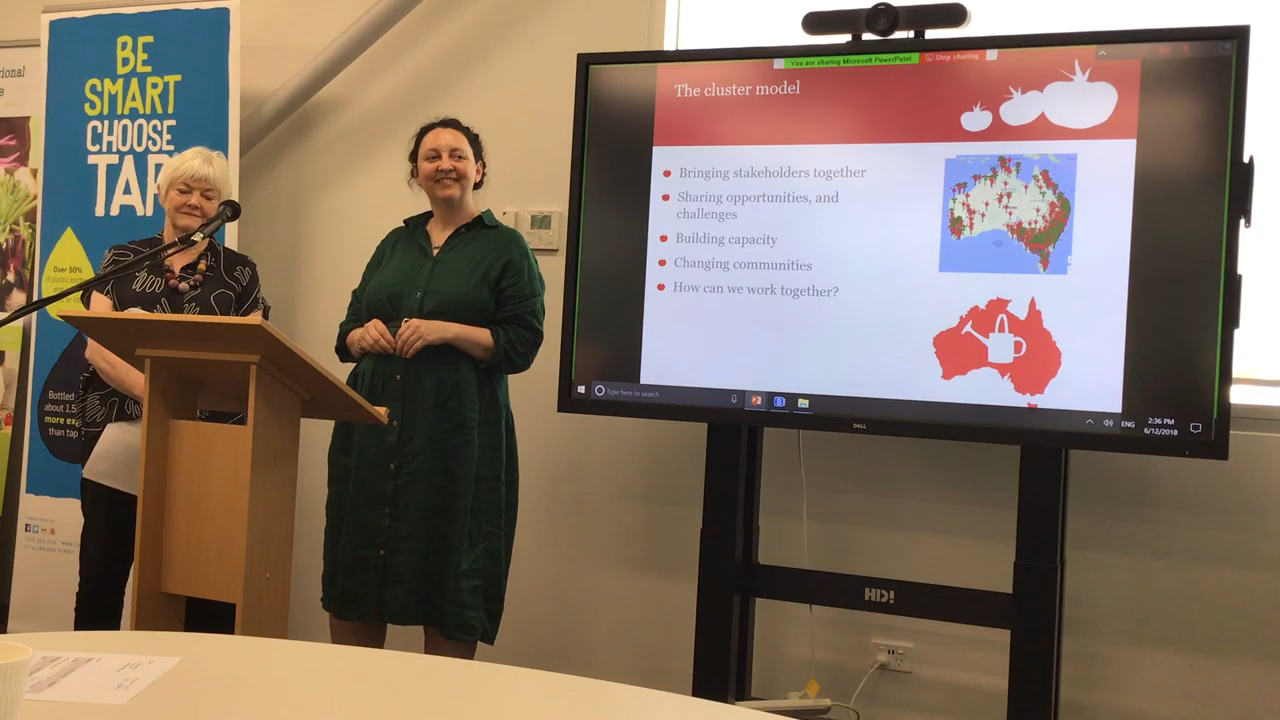 BE
SMART
CHOOSE
TAP
Over 50%
of plastic
Bottled
about 1.5
more
than tap
You are sharing Microsoft PowerPoint
Stop sharing
The cluster model
Bringing stakeholders together
Sharing opportunities, and
challenges
Building capacity
Changing communities
How can we work together?
Type here to search
ENG
2:36 PM
6/12/2018
DELL
HD!